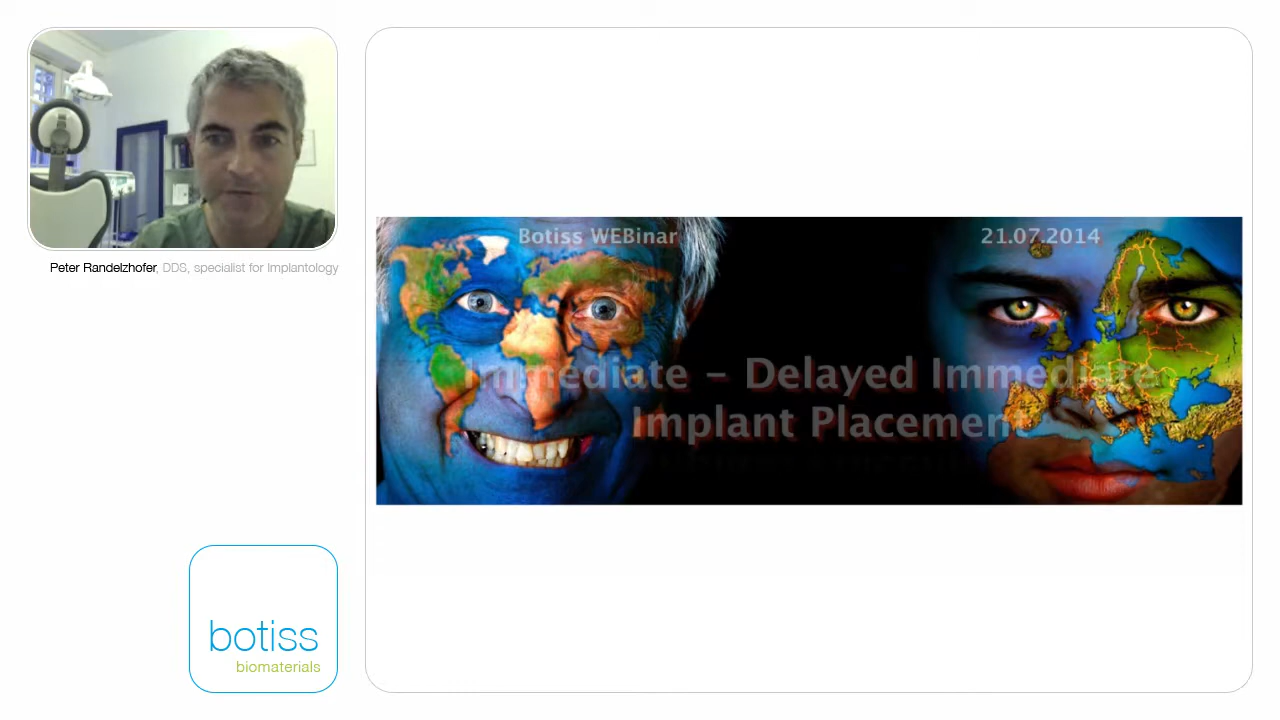 Peter Randelzhofer, DDS, specialist for Implantology
Botiss WEBinar
21.07.2014
Immediate – Delayed Immediate
Implant Placement
botiss
biomaterials